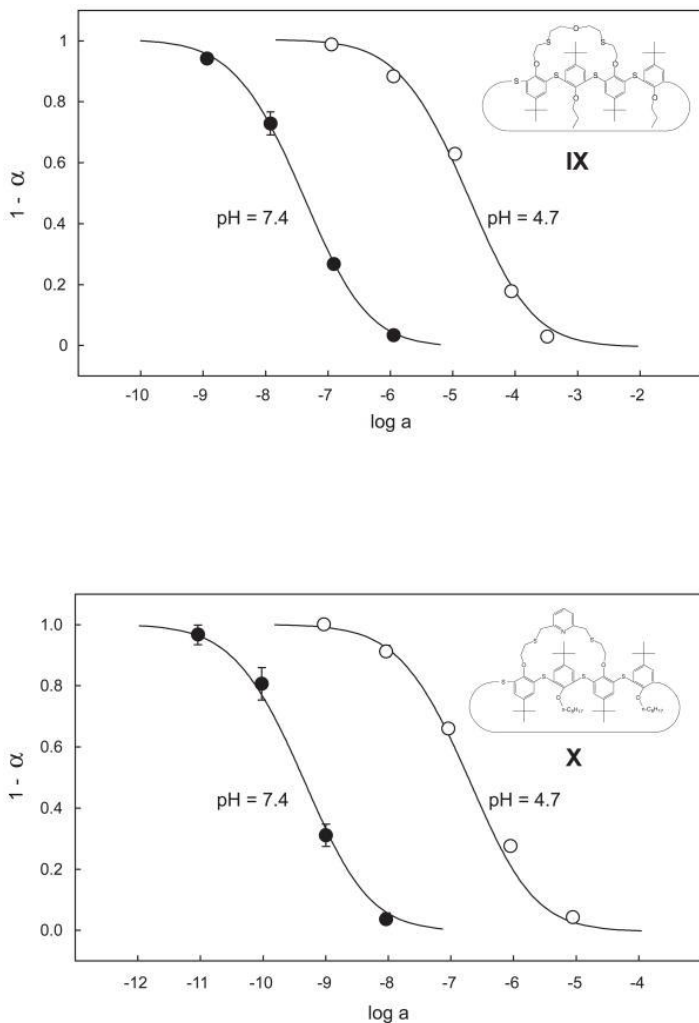 1
0.8
0.6
0.4
0.2
0
1 - α
pH = 7.4
pH = 4.7
-10 -9 -8 -7 -6 -5 -4 -3 -2
log a
S O S
O O
S S S S
O O
IX
1.0
0.8
0.6
0.4
0.2
0.0
1 - α
pH = 7.4
pH = 4.7
-12 -11 -10 -9 -8 -7 -6 -5 -4
log a
N
S S
O O
S S S S
O O
n-C₈H₁₇ n-C₈H₁₇
X